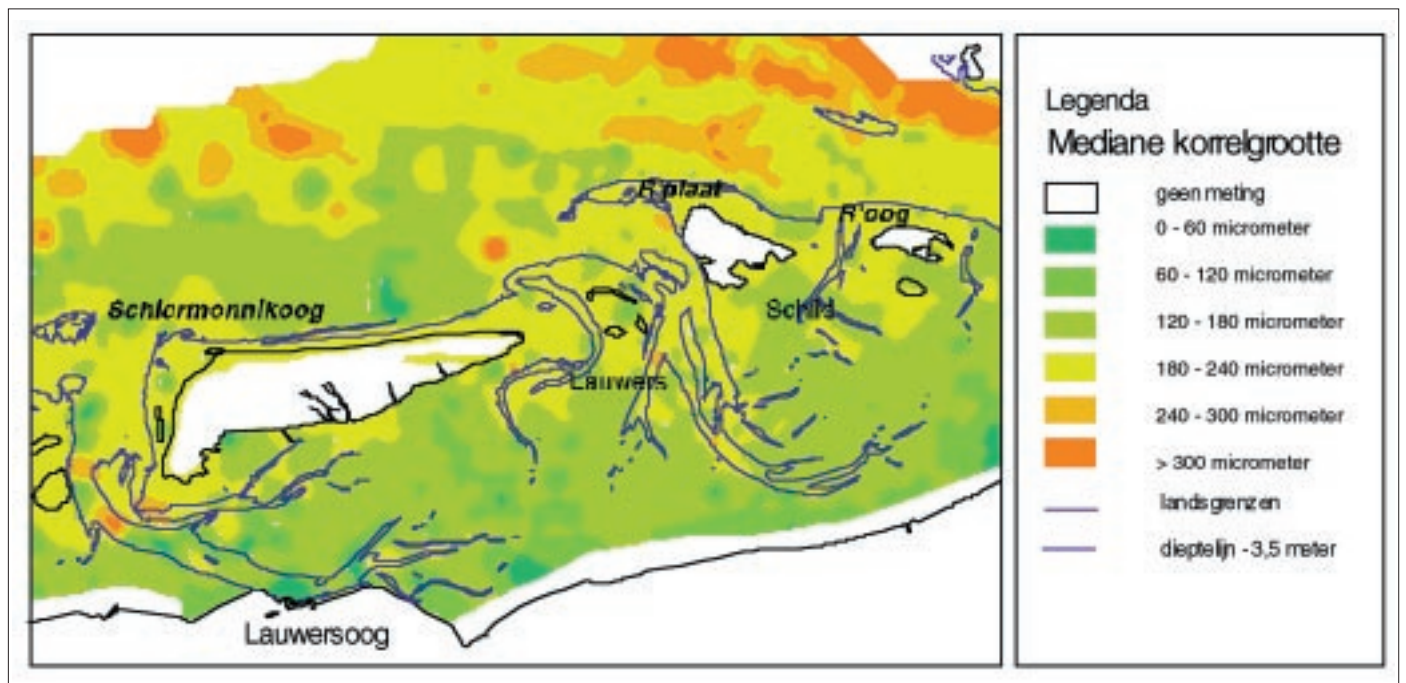 R'plaat
R'oog
Schiermonnikoog
Schild
Lauwers
Lauwersoog
Legenda
Mediane korrelgrootte
geen meting
0 - 60 micrometer
60 - 120 micrometer
120 - 180 micrometer
180 - 240 micrometer
240 - 300 micrometer
> 300 micrometer
landsgrenzen
dieptelijn -3,5 meter